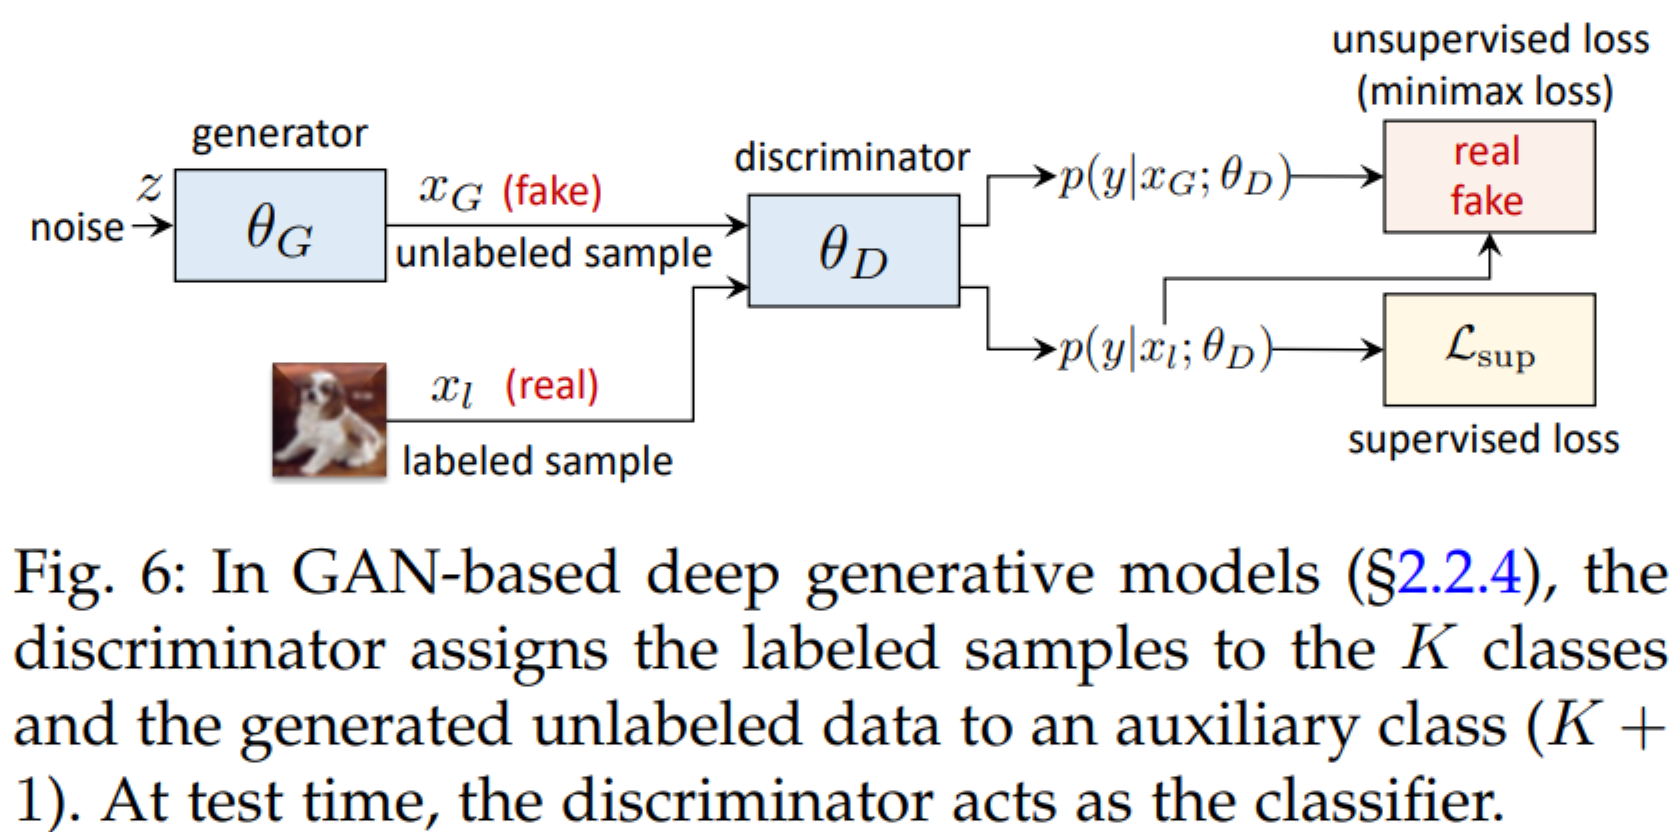 unsupervised loss
(minimax loss)
generator
discriminator
real
fake
z
noise
θ_G
x_G (fake)
unlabeled sample
θ_D
p(y|x_G; θ_D)
x_l (real)
labeled sample
p(y|x_l; θ_D)
ℒ_sup
supervised loss
Fig. 6: In GAN-based deep generative models (§2.2.4), the
discriminator assigns the labeled samples to the K classes
and the generated unlabeled data to an auxiliary class (K +
1). At test time, the discriminator acts as the classifier.